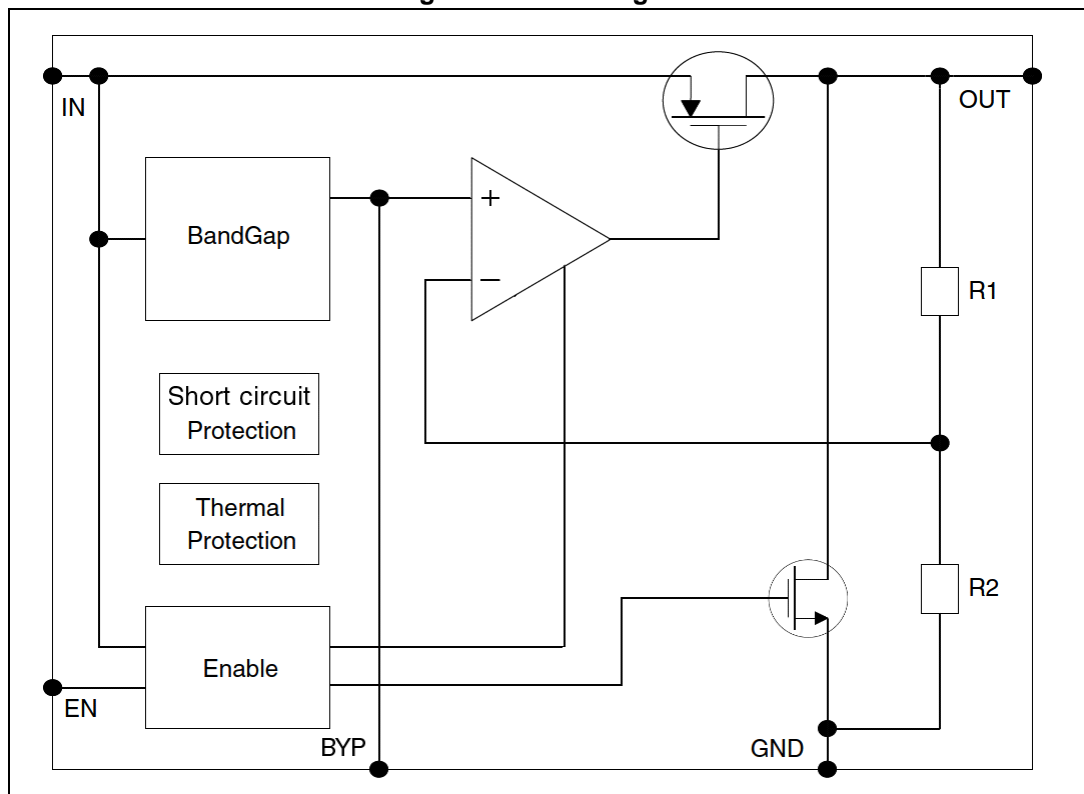 IN
OUT
BandGap
+
−
R1
Short circuit
Protection
Thermal
Protection
R2
Enable
EN
BYP
GND